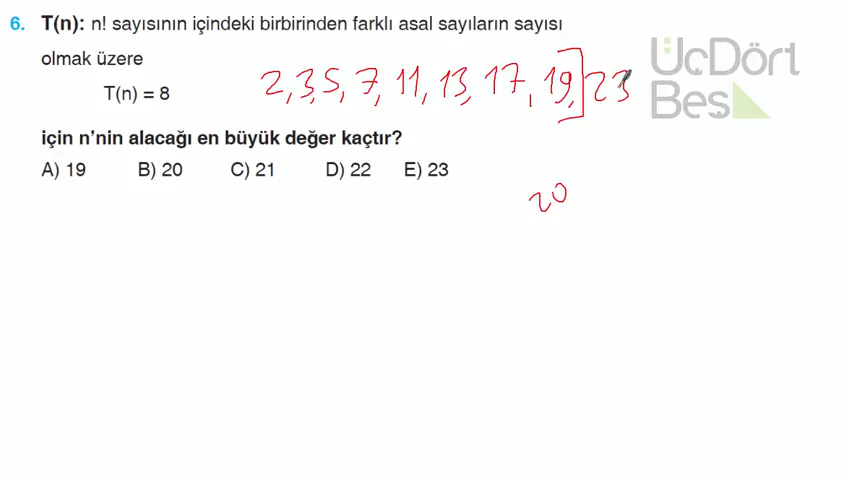 6. T(n): n! sayısının içindeki birbirinden farklı asal sayıların sayısı
olmak üzere
T(n) = 8
2, 3, 5, 7, 11, 13, 17, 19, 23
ÜçDört
Beş
için n’nin alacağı en büyük değer kaçtır?
A) 19 B) 20 C) 21 D) 22 E) 23
20